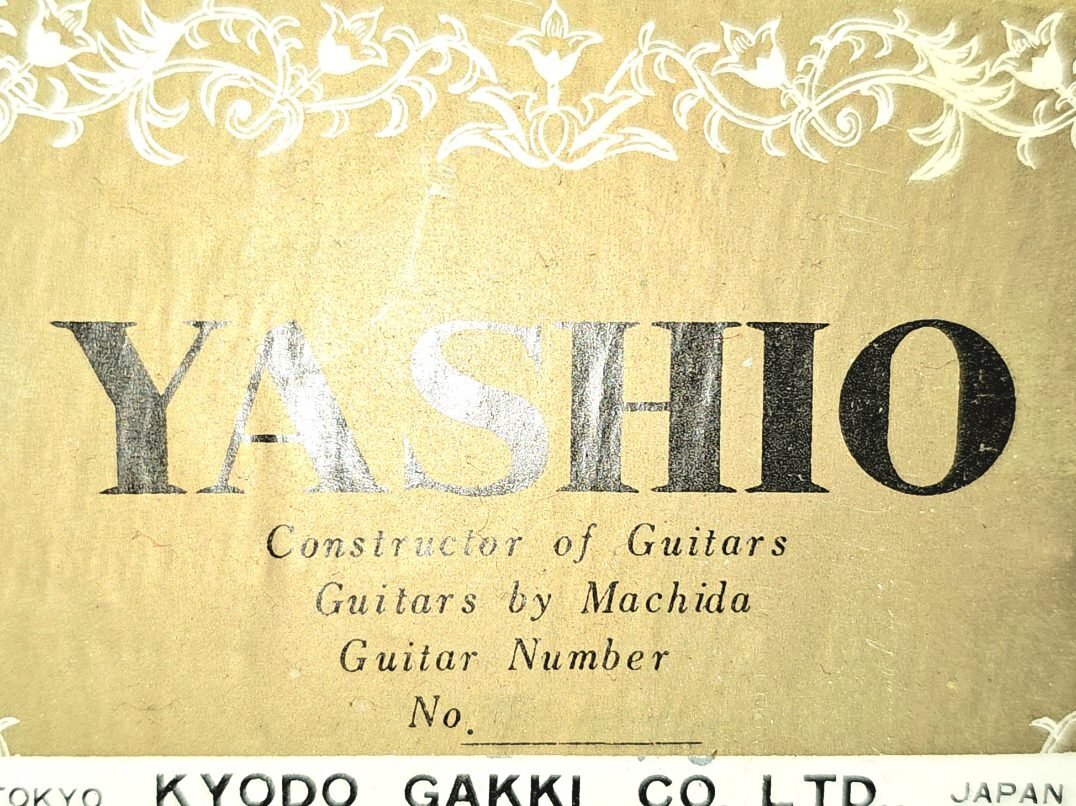 YASHIO
Constructor of Guitars
Guitars by Machida
Guitar Number
No.
TOKYO KYODO GAKKI CO. LTD., JAPAN